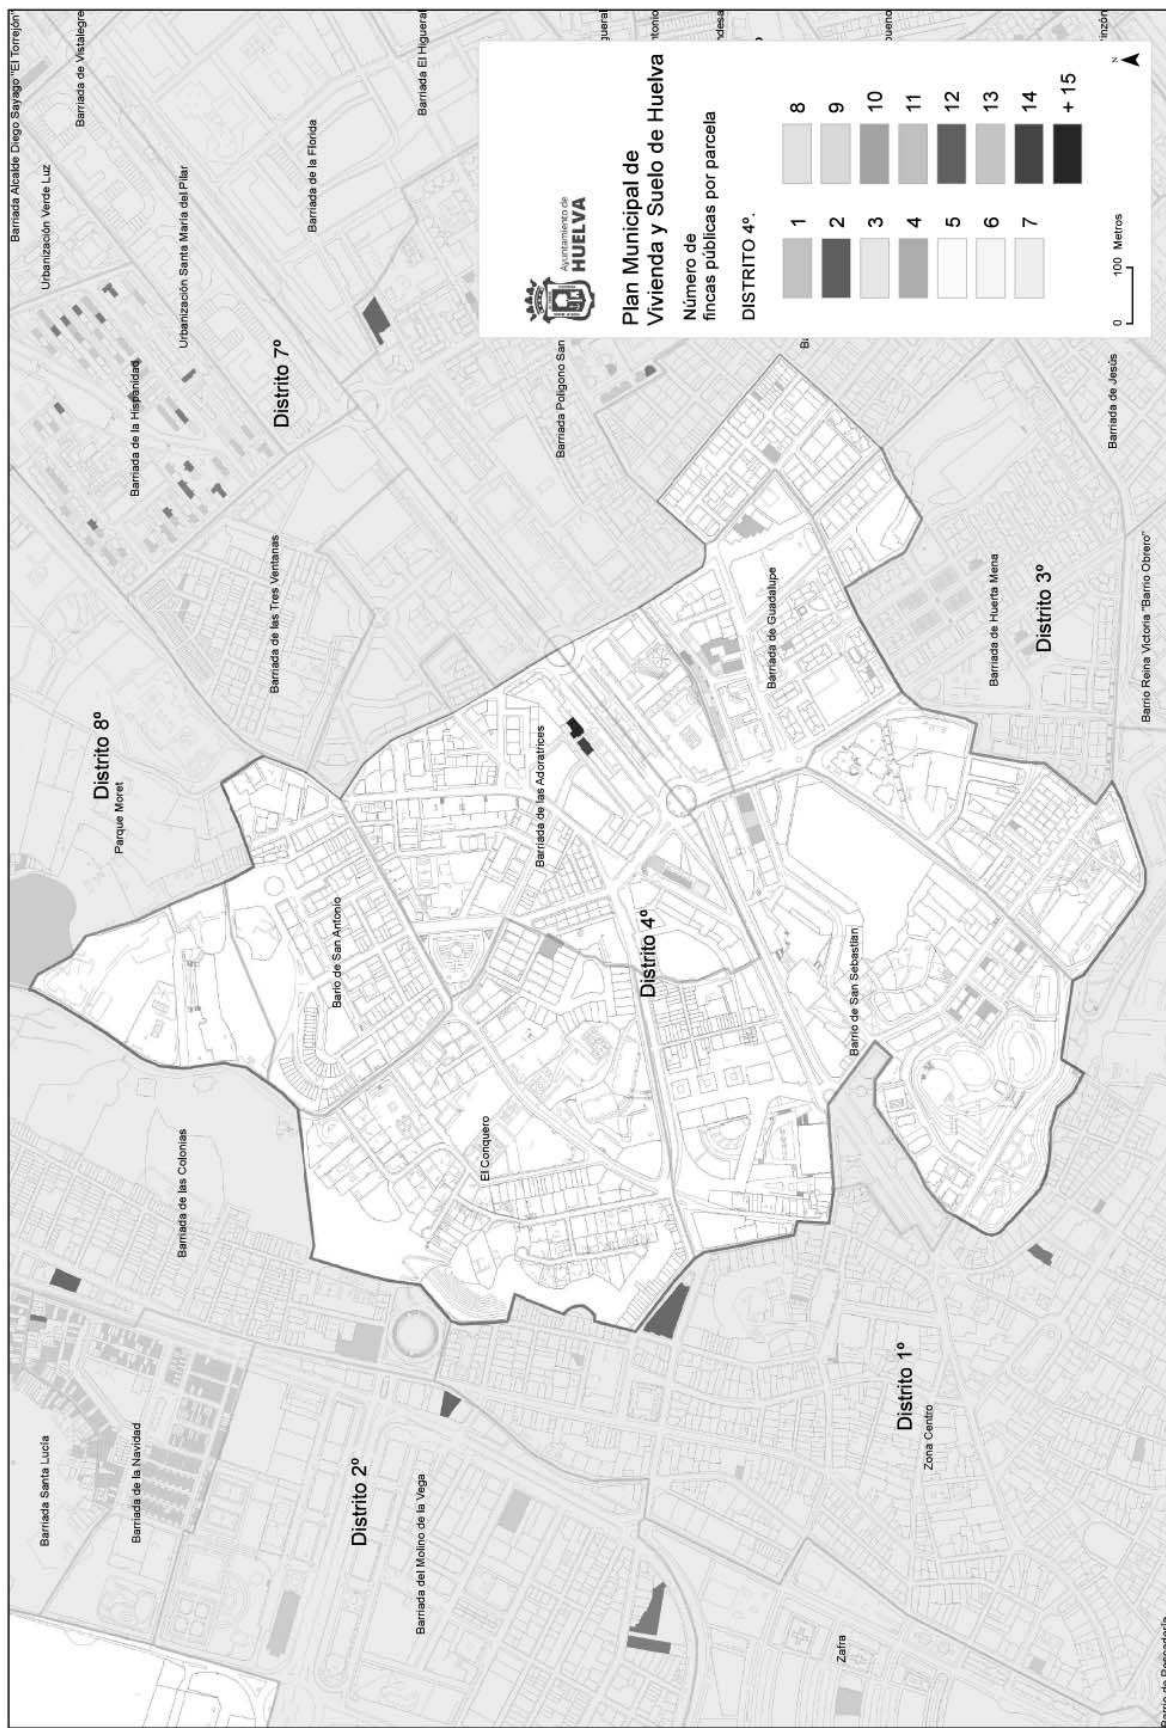 Barriada Alcalde Diego Sayago "El Torrejón"
Barriada de Vistalegre
Urbanización Verde Luz
Urbanización Santa María del Pilar
Barriada de la Florida
Barriada El Higueral
Barriada de la Hispanidad
Distrito 7º
Barriada Polígono San
Barriada de las Tres Ventanas
Distrito 8º
Parque Moret
Barriada de las Adoratrices
Bario de San Antonio
Distrito 4º
Barriada de Guadalupe
Barriada de Huerta Mena
Distrito 3º
Barriada de Jesús
Barrio Reina Victoria "Barrio Obrero"
Barrio de San Sebastián
El Conquero
Barriada de las Colonias
Barriada Santa Lucía
Barriada de la Navidad
Distrito 2º
Barriada del Molino de la Vega
Distrito 1º
Zona Centro
Zafra
Ayuntamiento de
HUELVA
Plan Municipal de
Vivienda y Suelo de Huelva
Número de
fincas públicas por parcela
DISTRITO 4º.
1
2
3
4
5
6
7
8
9
10
11
12
13
14
+ 15
0 100 Metros
N